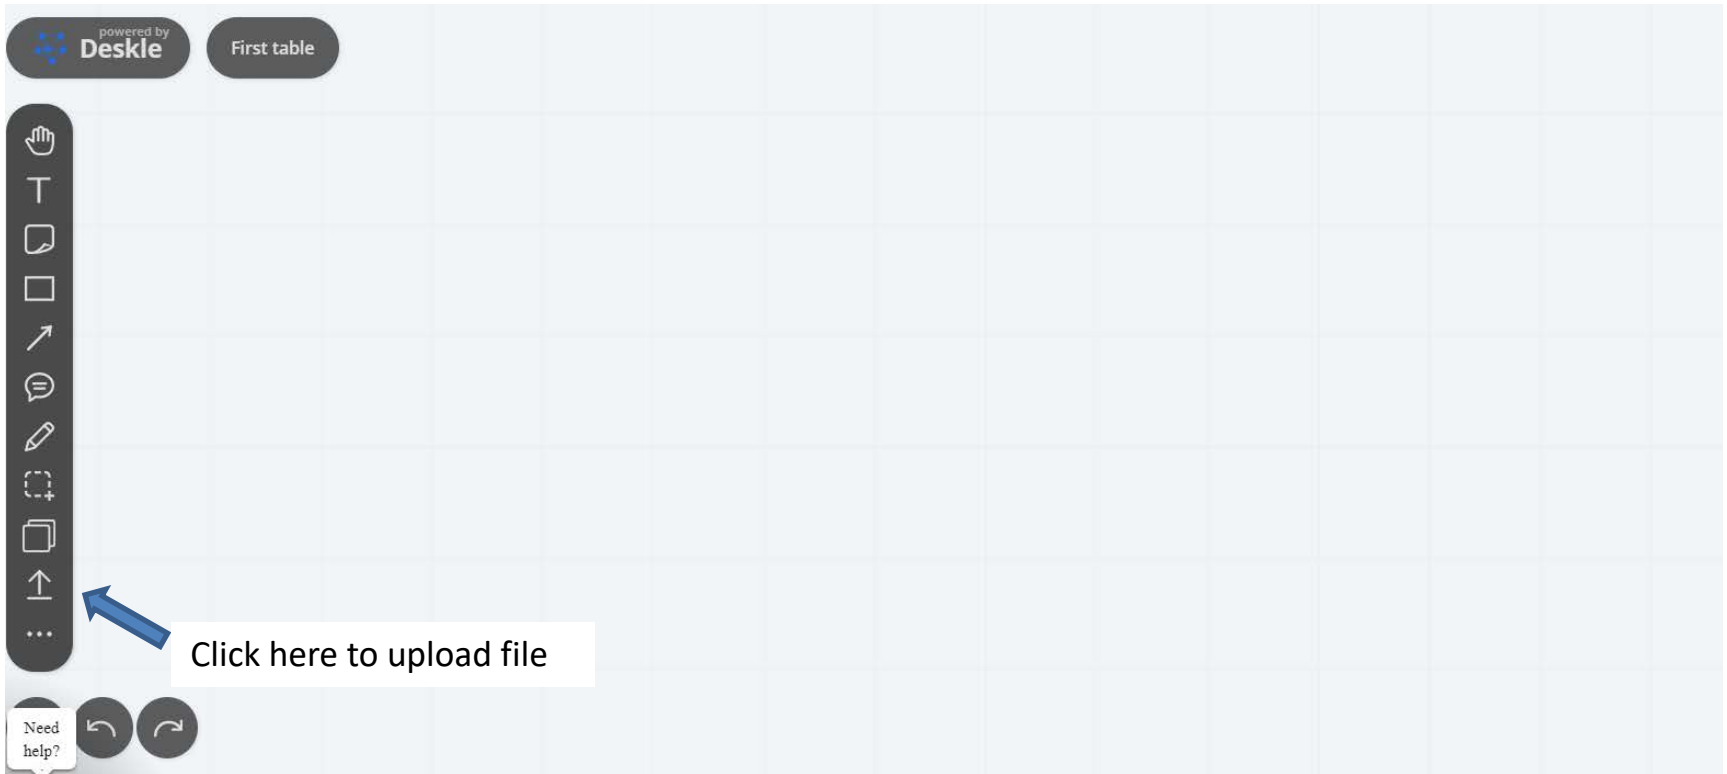 powered by
Deskle
First table
Click here to upload file
Need
help?